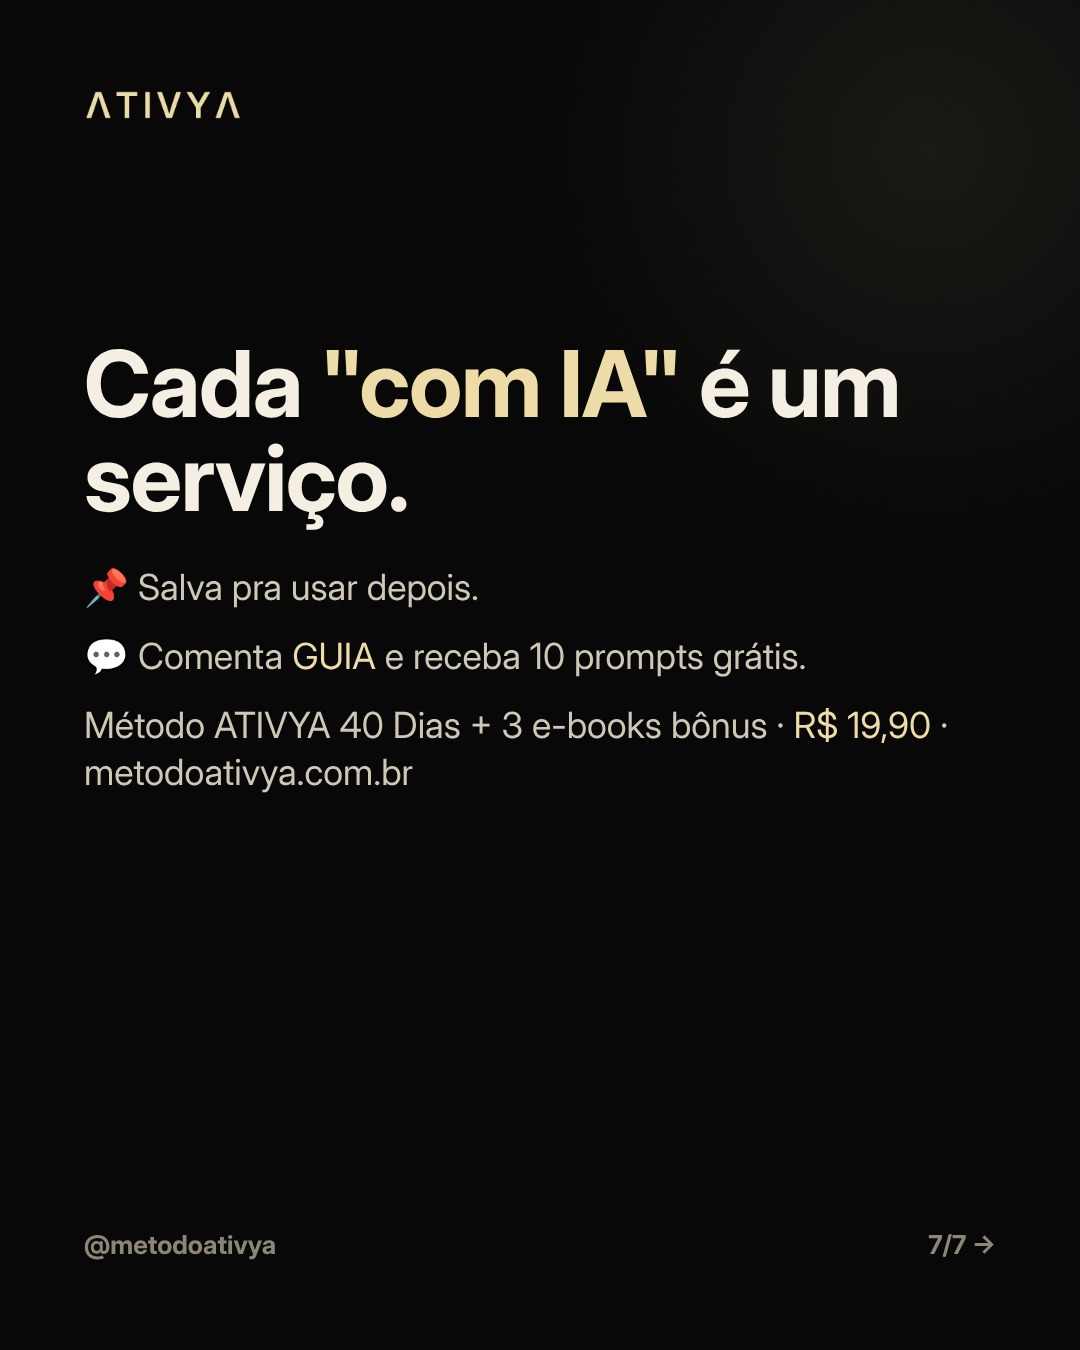 ATIVYA
Cada "com IA" é um
serviço.
📌 Salva pra usar depois.
💬 Comenta GUIA e receba 10 prompts grátis.
Método ATIVYA 40 Dias + 3 e-books bônus · R$ 19,90 ·
metodoativya.com.br
@metodoativya
7/7 →